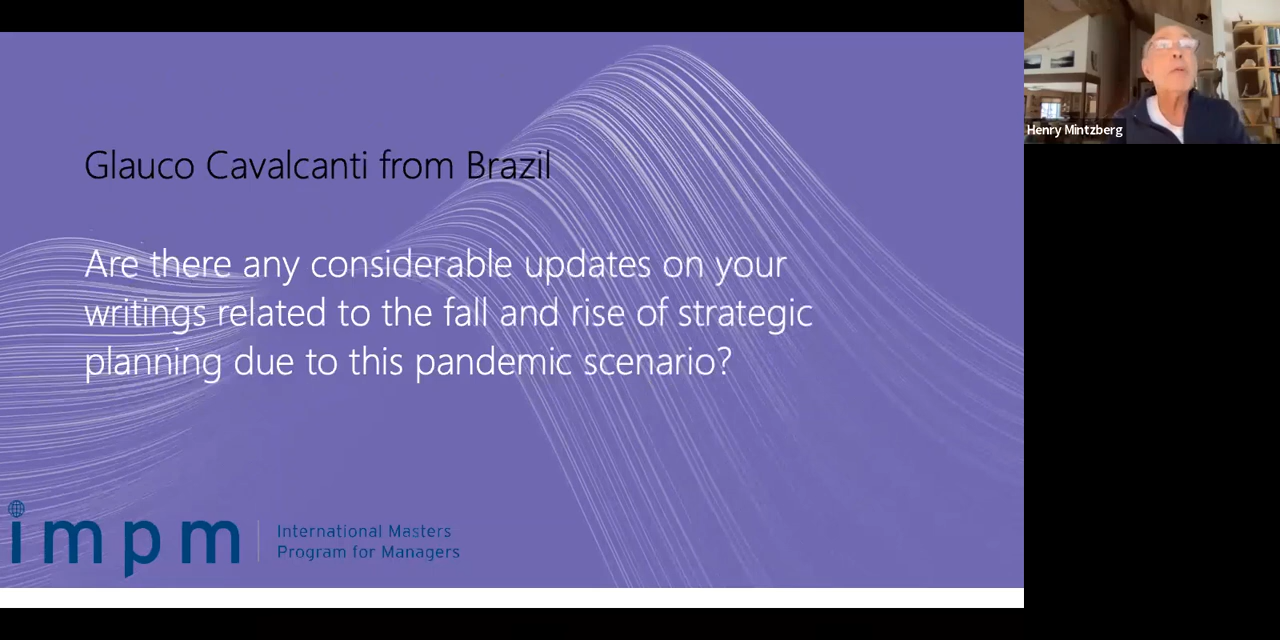 Glauco Cavalcanti from Brazil
Are there any considerable updates on your
writings related to the fall and rise of strategic
planning due to this pandemic scenario?
impm
International Masters
Program for Managers
Henry Mintzberg